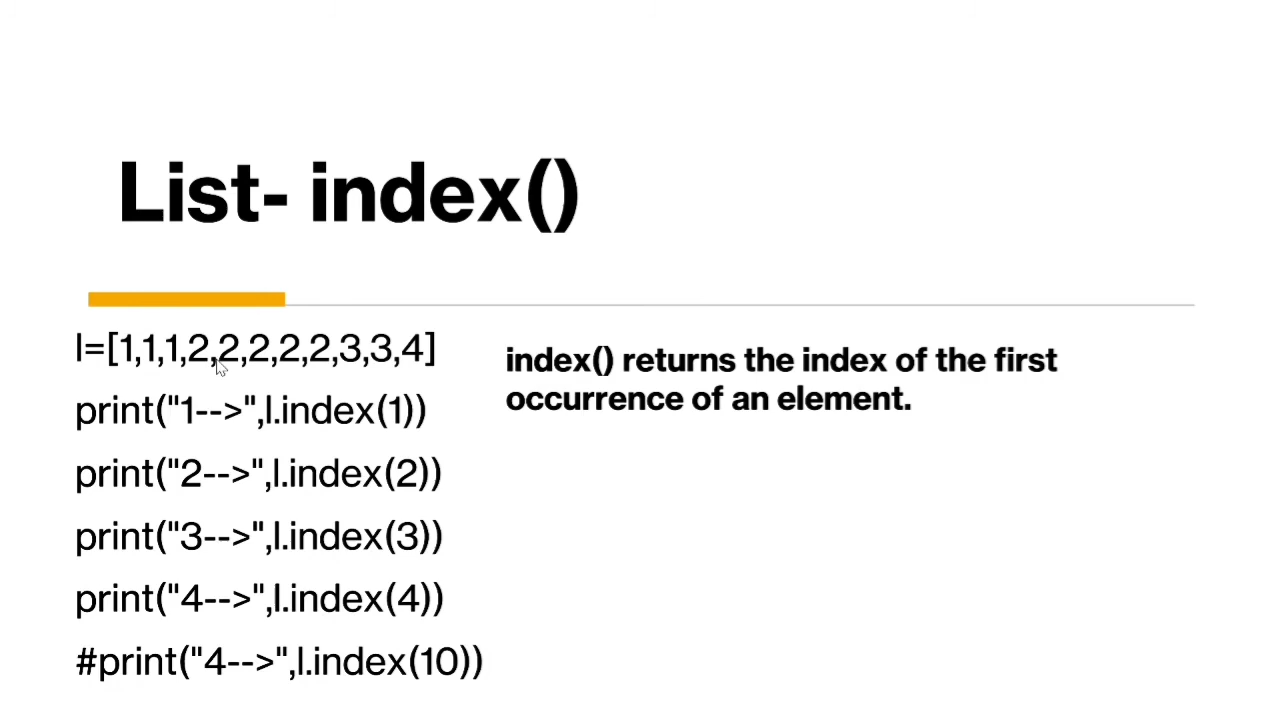 List- index()
l=[1,1,1,2,2,2,2,2,3,3,4]
print("1-->",l.index(1))
print("2-->",l.index(2))
print("3-->",l.index(3))
print("4-->",l.index(4))
#print("4-->",l.index(10))
index() returns the index of the first
occurrence of an element.